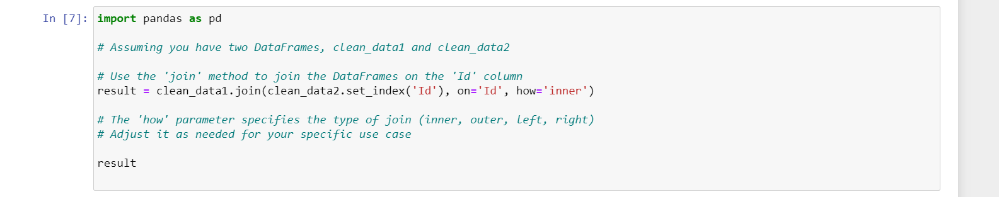 In [7]: import pandas as pd
# Assuming you have two DataFrames, clean_data1 and clean_data2
# Use the 'join' method to join the DataFrames on the 'Id' column
result = clean_data1.join(clean_data2.set_index('Id'), on='Id', how='inner')
# The 'how' parameter specifies the type of join (inner, outer, left, right)
# Adjust it as needed for your specific use case
result